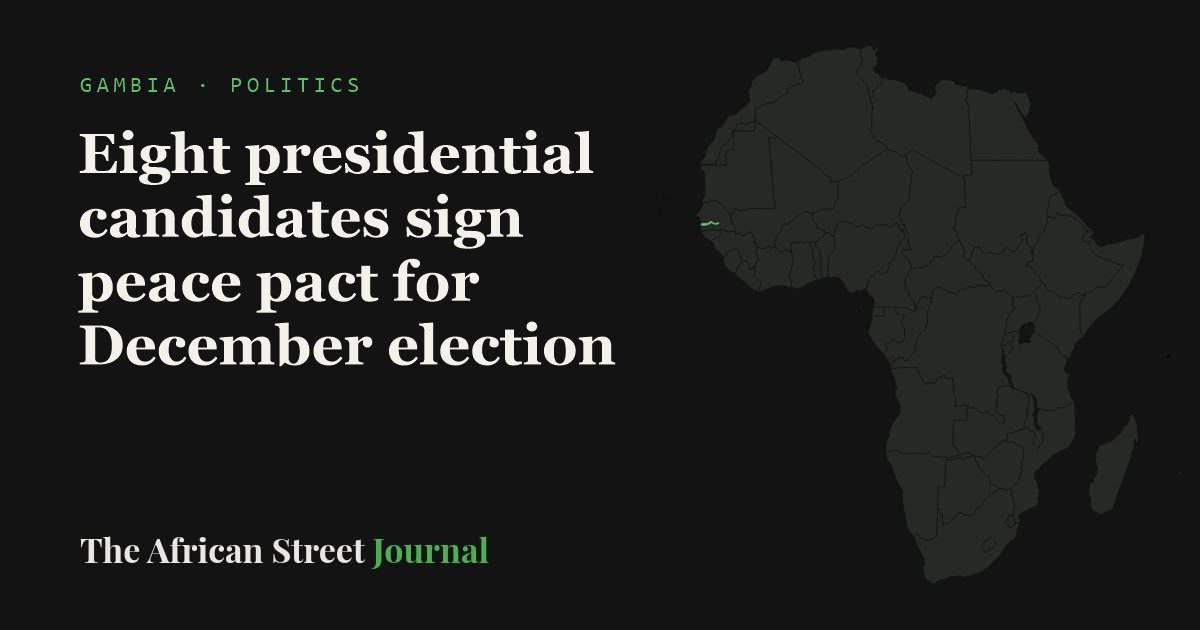 GAMBIA · POLITICS
Eight presidential
candidates sign
peace pact for
December election
The African Street Journal